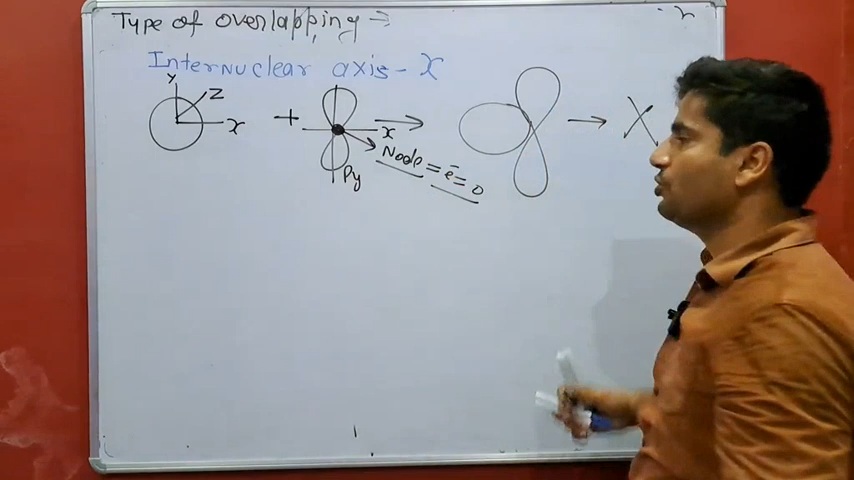 Type of overlapping →
Internuclear axis - X
Y
Z
x
+
x
Py
Node = ē = 0
→ X